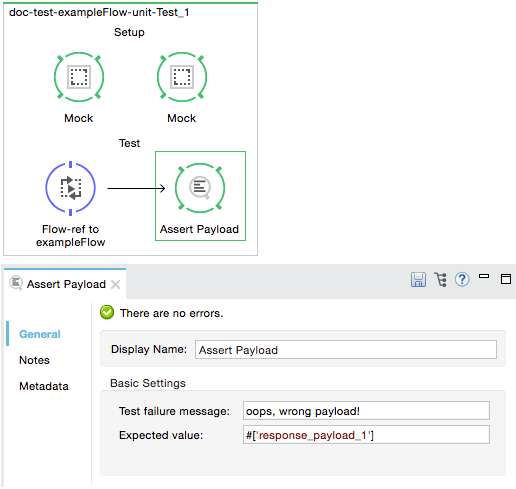 doc-test-exampleFlow-unit-Test_1
Setup
Mock
Mock
Test
Flow-ref to
exampleFlow
Assert Payload
Assert Payload
There are no errors.
General
Notes
Metadata
Display Name: Assert Payload
Basic Settings
Test failure message: oops, wrong payload!
Expected value: #['response_payload_1']